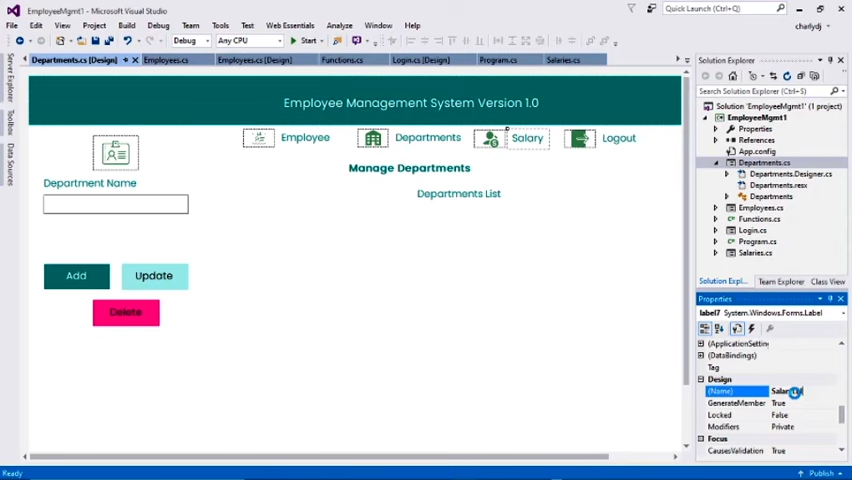 EmployeeMgmt1 - Microsoft Visual Studio
Quick Launch (Ctrl+Q)
File Edit View Project Build Debug Team Tools Test Web Essentials Analyze Window Help
charlydj
Debug Any CPU Start
Departments.cs [Design] Employees.cs Employees.cs [Design] Functions.cs Login.cs [Design] Program.cs Salaries.cs
Server Explorer
Toolbox
Data Sources
Employee Management System Version 1.0
Employee Departments Salary Logout
Manage Departments
Department Name
Departments List
Add Update
Delete
Solution Explorer
Search Solution Explorer
Solution 'EmployeeMgmt1' (1 project)
EmployeeMgmt1
Properties
References
App.config
Departments.cs
Departments.Designer.cs
Departments.resx
Departments
Employees.cs
Functions.cs
Login.cs
Program.cs
Salaries.cs
Solution Expl... Team Explorer Class View
Properties
label7 System.Windows.Forms.Label
(ApplicationSetting
(DataBindings)
Tag
Design
(Name)
GenerateMember True
Locked False
Modifiers Private
Focus
CausesValidation True
Ready
Publish